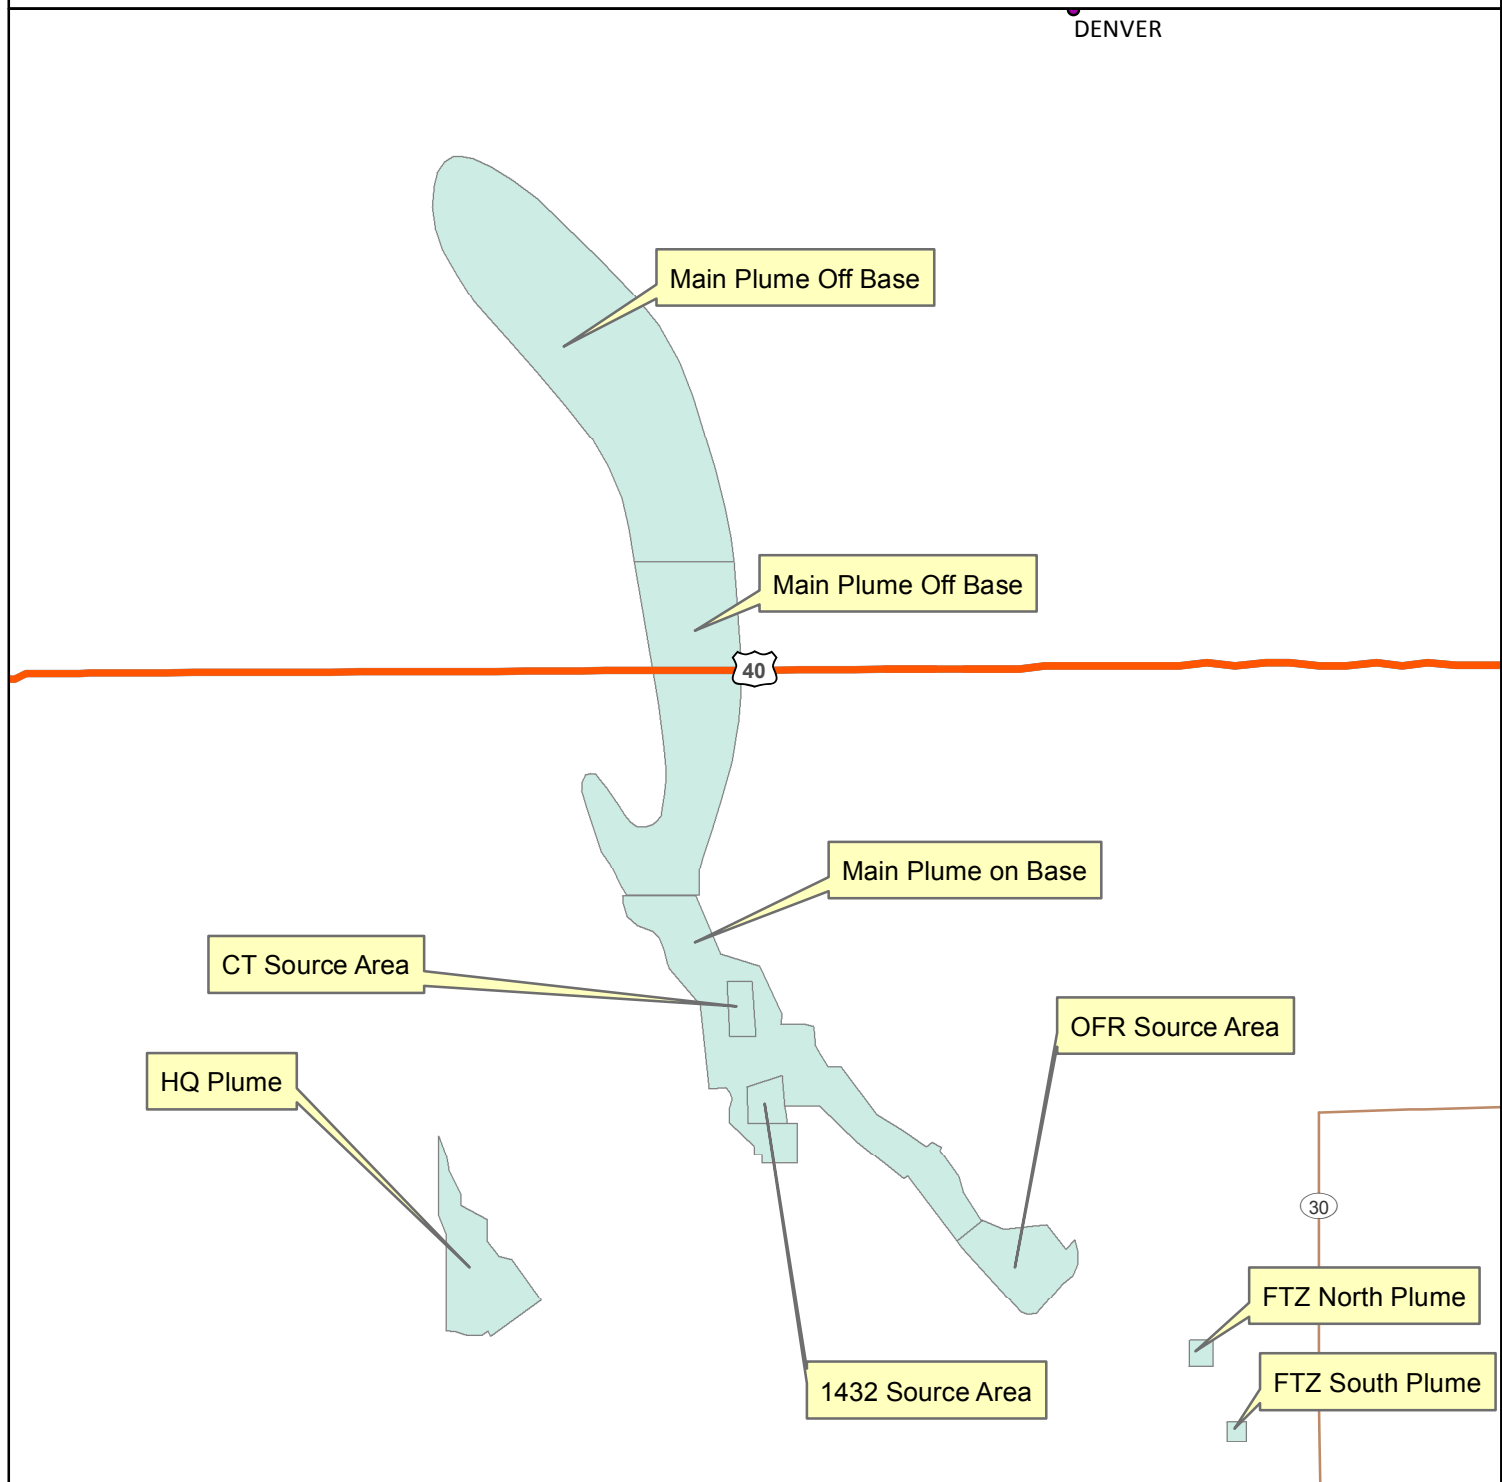 DENVER
Main Plume Off Base
Main Plume Off Base
40
Main Plume on Base
CT Source Area
OFR Source Area
HQ Plume
30
FTZ North Plume
FTZ South Plume
1432 Source Area